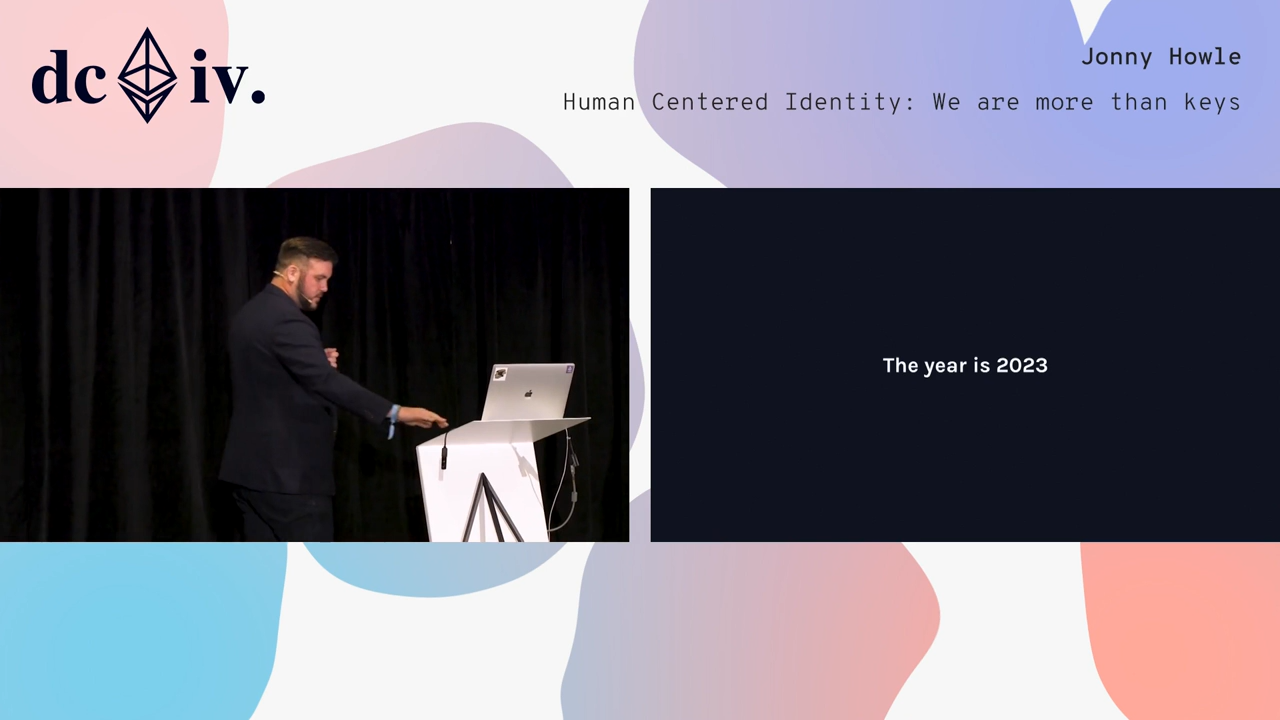 dc iv.
Jonny Howle
Human Centered Identity: We are more than keys
The year is 2023